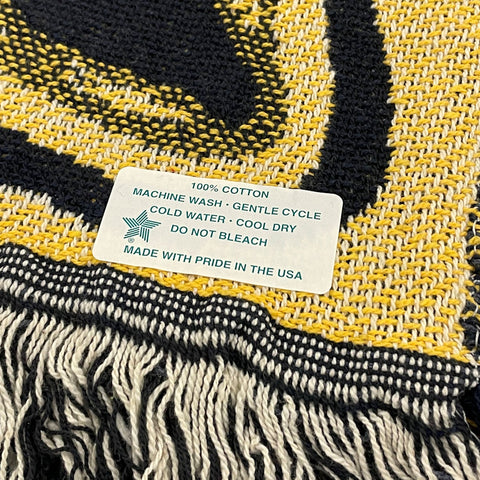 100% COTTON
MACHINE WASH · GENTLE CYCLE
COLD WATER · COOL DRY
DO NOT BLEACH
®
MADE WITH PRIDE IN THE USA